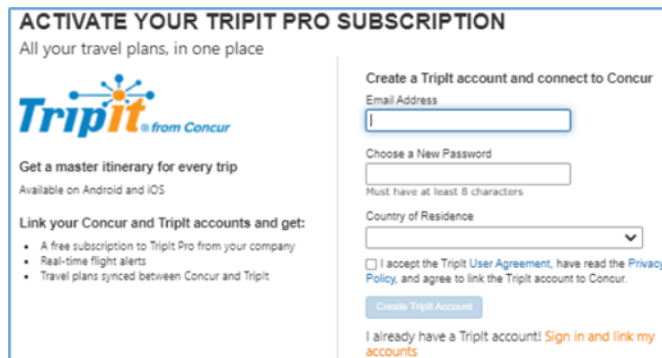 ACTIVATE YOUR TRIPIT PRO SUBSCRIPTION
All your travel plans, in one place
TripIt® from Concur
Get a master itinerary for every trip
Available on Android and iOS
Link your Concur and TripIt accounts and get:
• A free subscription to TripIt Pro from your company
• Real-time flight alerts
• Travel plans synced between Concur and TripIt
Create a TripIt account and connect to Concur
Email Address
Choose a New Password
Must have at least 8 characters
Country of Residence
I accept the TripIt User Agreement, have read the Privacy
Policy, and agree to link the TripIt account to Concur.
Create TripIt Account
I already have a TripIt account! Sign in and link my
accounts